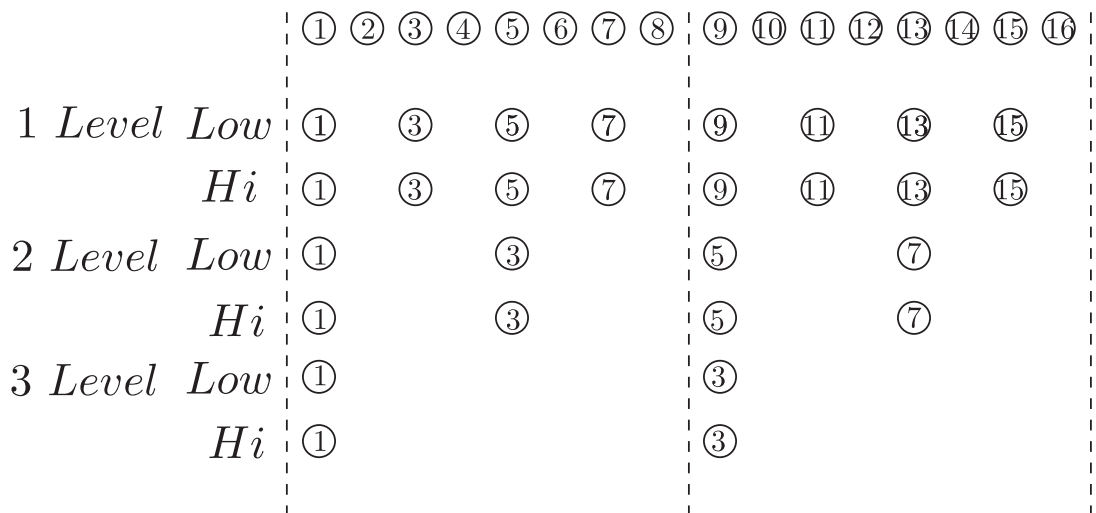 1 2 3 4 5 6 7 8 9 10 11 12 13 14 15 16
1 Level Low 1 3 5 7 9 11 13 15
Hi 1 3 5 7 9 11 13 15
2 Level Low 1 3 5 7
Hi 1 3 5 7
3 Level Low 1 3
Hi 1 3